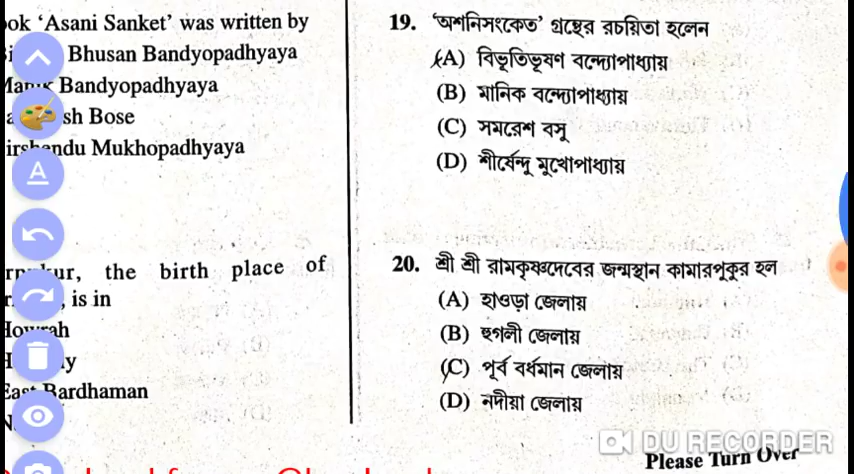 ok 'Asani Sanket' was written by
Bhusan Bandyopadhyaya
Bandyopadhyaya
sh Bose
irshendu Mukhopadhyaya
the birth place of
is in
Howrah
y
East Bardhaman
19. 'অশনিসংকেত' গ্রন্থের রচয়িতা হলেন
(A) বিভূতিভূষণ বন্দ্যোপাধ্যায়
(B) মানিক বন্দ্যোপাধ্যায়
(C) সমরেশ বসু
(D) শীর্ষেন্দু মুখোপাধ্যায়
20. শ্রী শ্রী রামকৃষ্ণদেবের জন্মস্থান কামারপুকুর হল
(A) হাওড়া জেলায়
(B) হুগলী জেলায়
(C) পূর্ব বর্ধমান জেলায়
(D) নদীয়া জেলায়
A
DU RECORDER
Please Turn Over